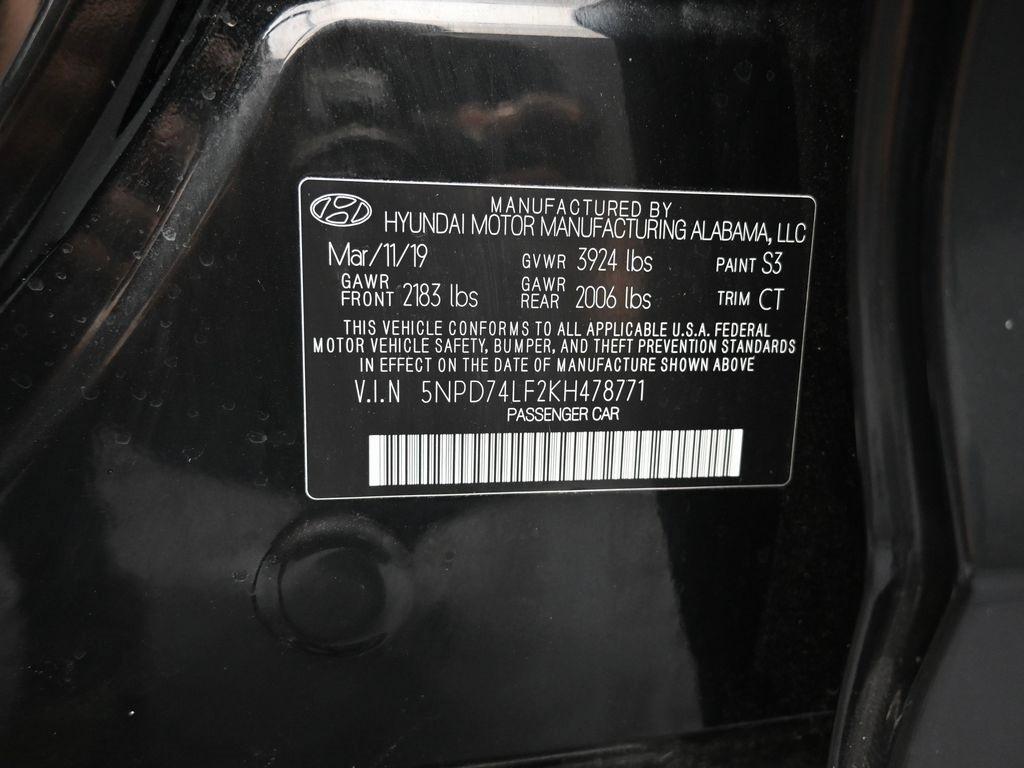 MANUFACTURED BY
HYUNDAI MOTOR MANUFACTURING ALABAMA, LLC
Mar/11/19 GVWR 3924 lbs PAINT S3
GAWR FRONT 2183 lbs GAWR REAR 2006 lbs TRIM CT
THIS VEHICLE CONFORMS TO ALL APPLICABLE U.S.A. FEDERAL
MOTOR VEHICLE SAFETY, BUMPER, AND THEFT PREVENTION STANDARDS
IN EFFECT ON THE DATE OF MANUFACTURE SHOWN ABOVE
V.I.N 5NPD74LF2KH478771
PASSENGER CAR